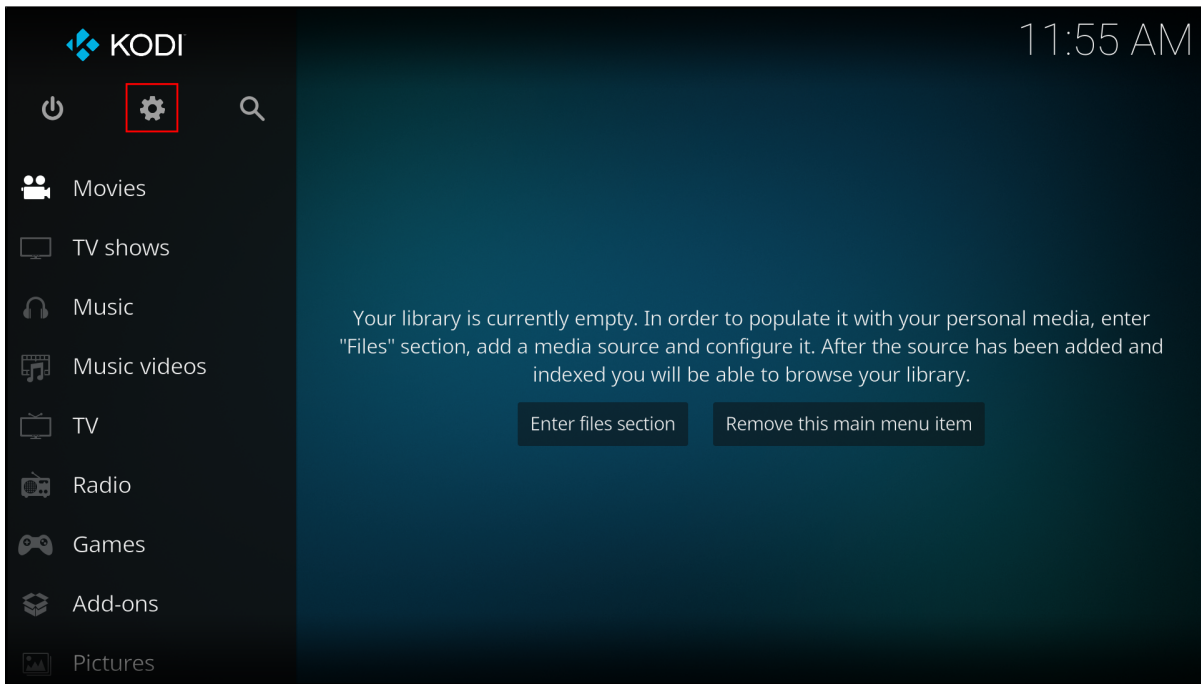 KODI
11:55 AM
Movies
TV shows
Music
Music videos
TV
Radio
Games
Add-ons
Pictures
Your library is currently empty. In order to populate it with your personal media, enter
"Files" section, add a media source and configure it. After the source has been added and
indexed you will be able to browse your library.
Enter files section
Remove this main menu item